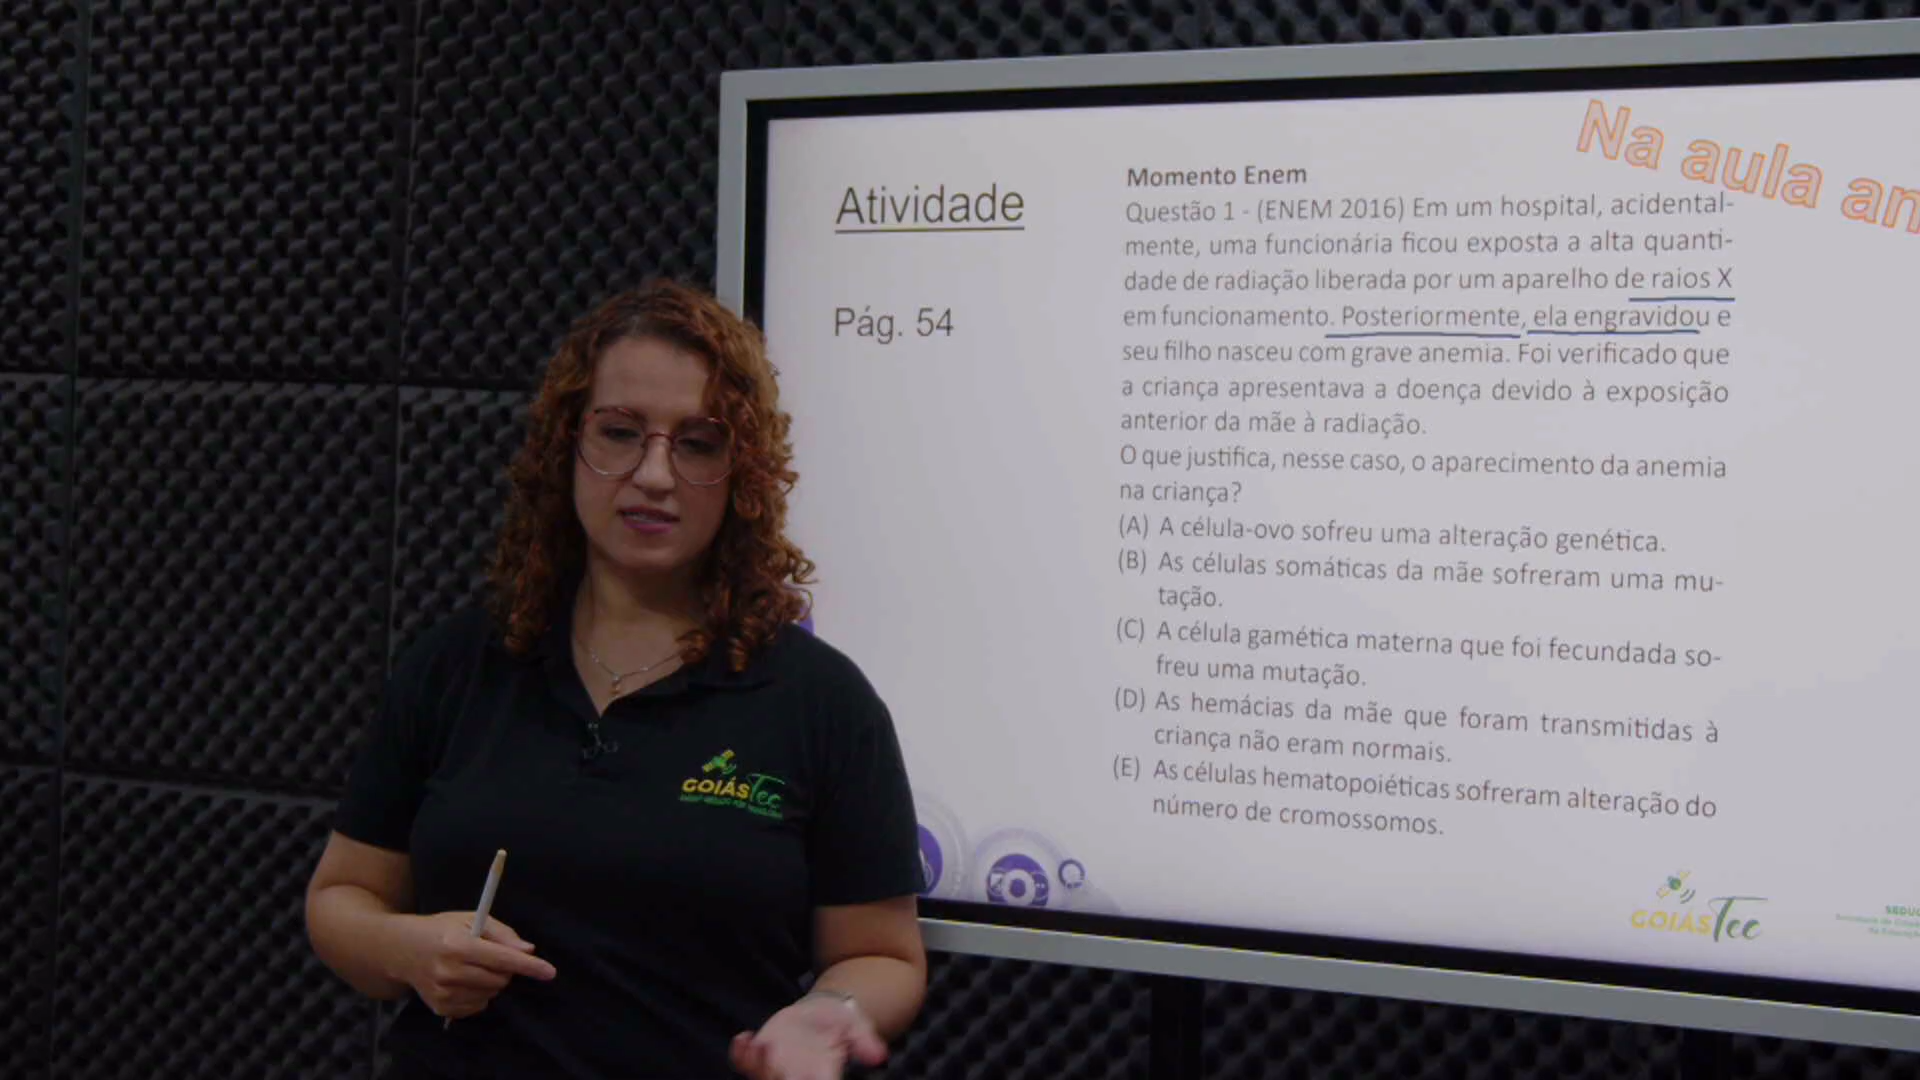 Na aula an
Atividade
Pág. 54
Momento Enem
Questão 1 - (ENEM 2016) Em um hospital, acidental-
mente, uma funcionária ficou exposta a alta quanti-
dade de radiação liberada por um aparelho de raios X
em funcionamento. Posteriormente, ela engravidou e
seu filho nasceu com grave anemia. Foi verificado que
a criança apresentava a doença devido à exposição
anterior da mãe à radiação.
O que justifica, nesse caso, o aparecimento da anemia
na criança?
(A) A célula-ovo sofreu uma alteração genética.
(B) As células somáticas da mãe sofreram uma mu-
tação.
(C) A célula gamética materna que foi fecundada so-
freu uma mutação.
(D) As hemácias da mãe que foram transmitidas à
criança não eram normais.
(E) As células hematopoiéticas sofreram alteração do
número de cromossomos.
GOIÁSTec
SEDUC
GOIÁSTec